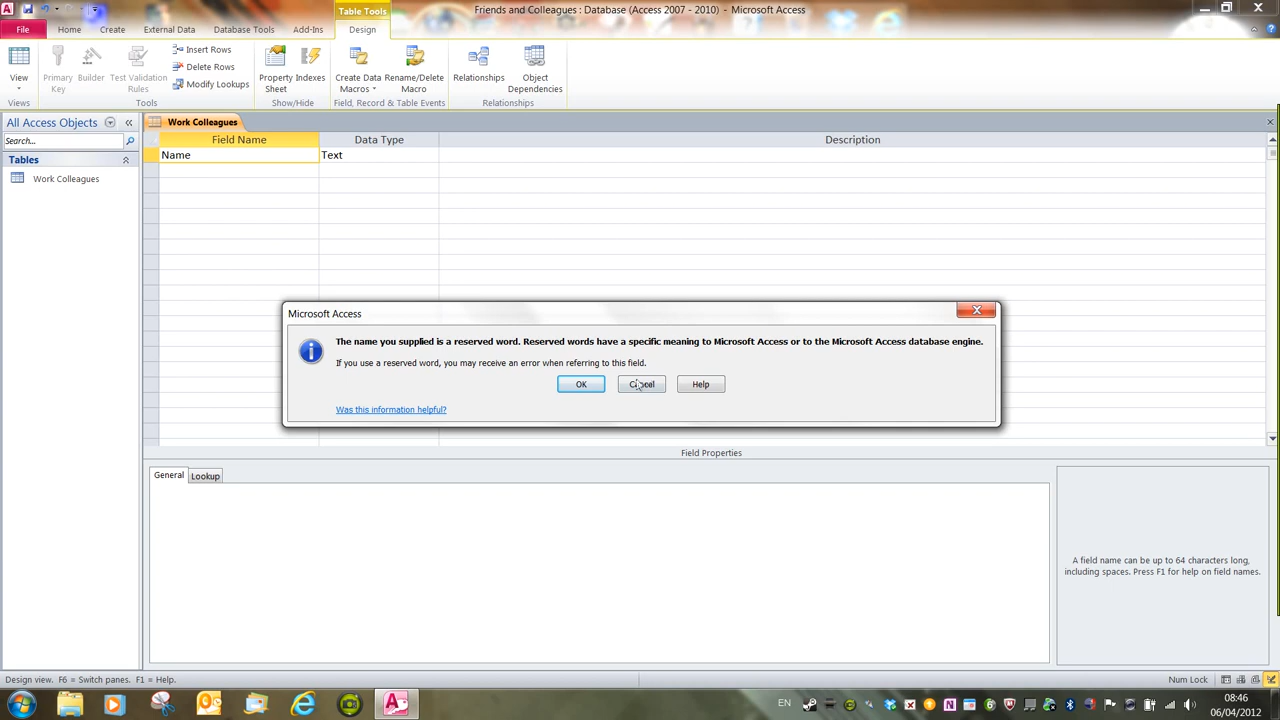 Table Tools
Friends and Colleagues : Database (Access 2007 - 2010) - Microsoft Access
File Home Create External Data Database Tools Add-Ins Design
View
Primary Key
Builder
Test Validation Rules
Insert Rows
Delete Rows
Modify Lookups
Property Sheet
Indexes
Create Data Macros
Rename/Delete Macro
Relationships
Object Dependencies
Views Tools Show/Hide Field, Record & Table Events Relationships
All Access Objects
Search...
Tables
Work Colleagues
Work Colleagues
Field Name Data Type Description
Name Text
Microsoft Access
The name you supplied is a reserved word. Reserved words have a specific meaning to Microsoft Access or to the Microsoft Access database engine.
If you use a reserved word, you may receive an error when referring to this field.
OK Cancel Help
Was this information helpful?
Field Properties
General Lookup
A field name can be up to 64 characters long,
including spaces. Press F1 for help on field names.
Design view. F6 = Switch panes. F1 = Help.
Num Lock
EN
08:46
06/04/2012